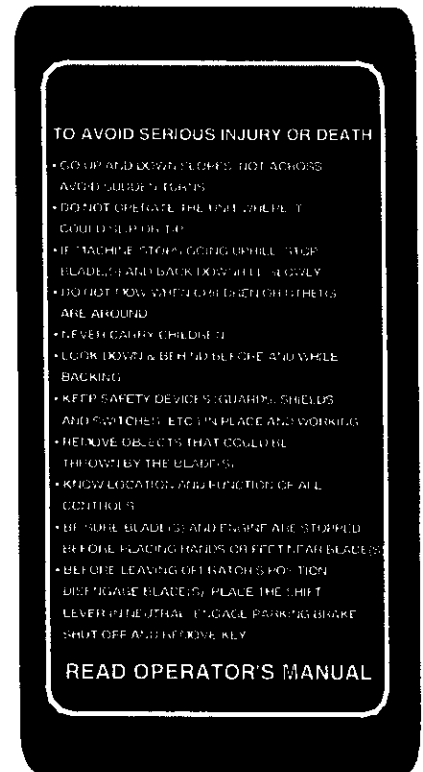 TO AVOID SERIOUS INJURY OR DEATH
• GO UP AND DOWN SLOPES, NOT ACROSS
AVOID SUDDEN TURNS
• DO NOT OPERATE THE UNIT WHERE IT
COULD SLIP OR TIP
• IF MACHINE STOPS GOING UPHILL, STOP
BLADE(S) AND BACK DOWNHILL SLOWLY
• DO NOT MOW WHEN CHILDREN OR OTHERS
ARE AROUND
• NEVER CARRY CHILDREN
• LOOK DOWN & BEHIND BEFORE AND WHILE
BACKING
• KEEP SAFETY DEVICES (GUARDS, SHIELDS
AND SWITCHES, ETC.) IN PLACE AND WORKING
• REMOVE OBJECTS THAT COULD BE
THROWN BY THE BLADE(S)
• KNOW LOCATION AND FUNCTION OF ALL
CONTROLS
• BE SURE BLADE(S) AND ENGINE ARE STOPPED
BEFORE PLACING HANDS OR FEET NEAR BLADE(S)
• BEFORE LEAVING OPERATOR'S POSITION
DISENGAGE BLADE(S), PLACE THE SHIFT
LEVER IN NEUTRAL, ENGAGE PARKING BRAKE
SHUT OFF AND REMOVE KEY
READ OPERATOR'S MANUAL